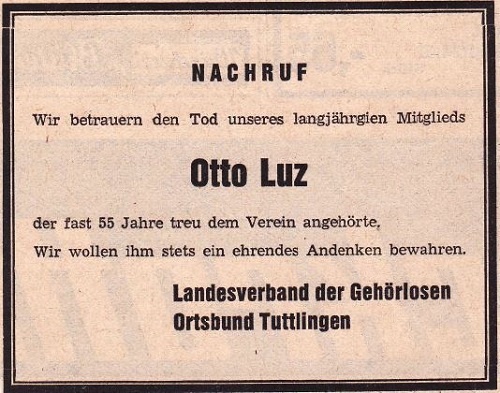 NACHRUF
Wir betrauern den Tod unseres langjährgien Mitglieds
Otto Luz
der fast 55 Jahre treu dem Verein angehörte.
Wir wollen ihm stets ein ehrendes Andenken bewahren.
Landesverband der Gehörlosen
Ortsbund Tuttlingen